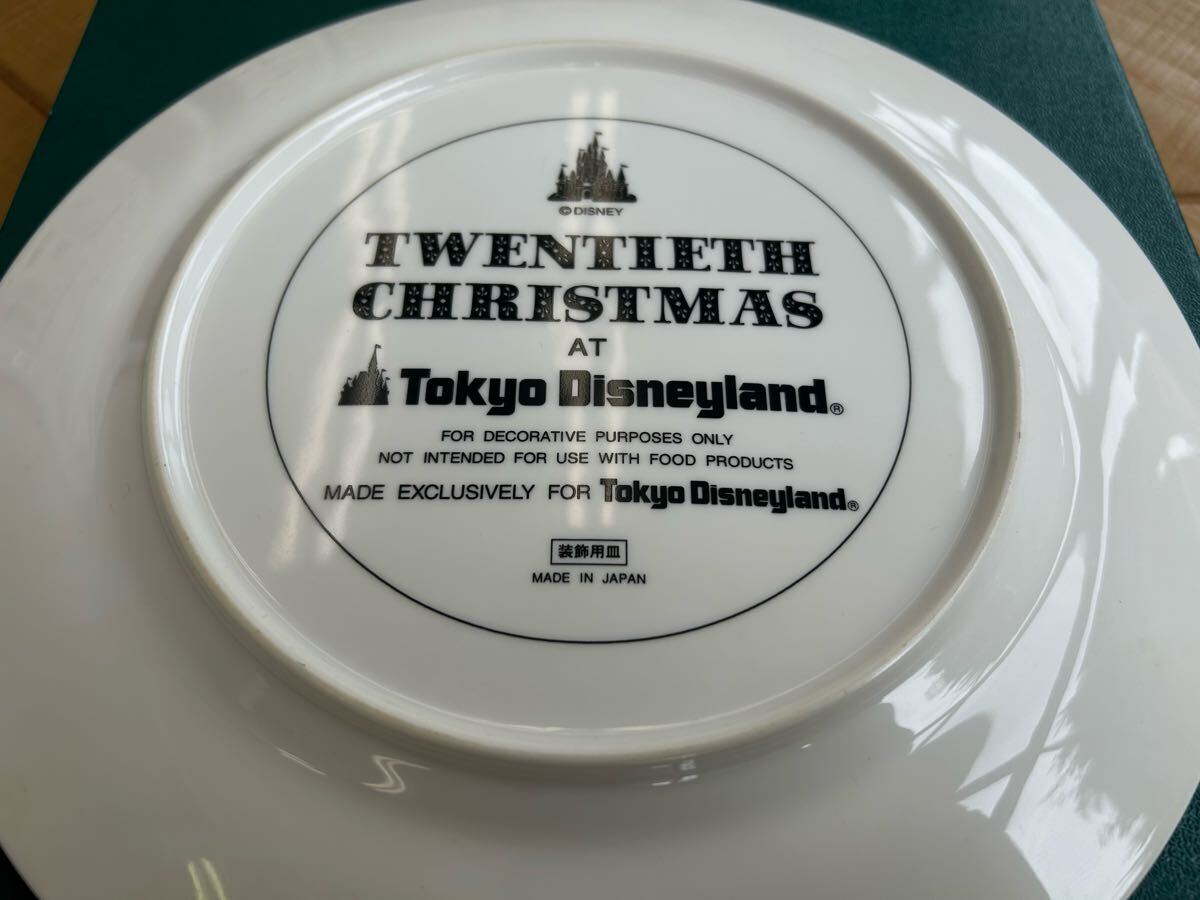 ©DISNEY
TWENTIETH
CHRISTMAS
AT
Tokyo Disneyland®
FOR DECORATIVE PURPOSES ONLY
NOT INTENDED FOR USE WITH FOOD PRODUCTS
MADE EXCLUSIVELY FOR Tokyo Disneyland®
装飾用皿
MADE IN JAPAN